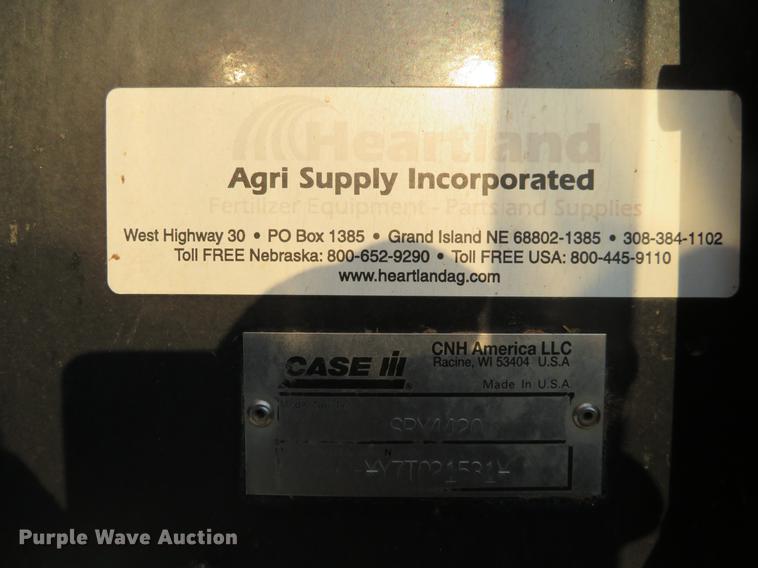 Heartland
Agri Supply Incorporated
Fertilizer Equipment - Parts and Supplies
West Highway 30 • PO Box 1385 • Grand Island NE 68802-1385 • 308-384-1102
Toll FREE Nebraska: 800-652-9290 • Toll FREE USA: 800-445-9110
www.heartlandag.com
CASE IH
CNH America LLC
Racine, WI 53404 U.S.A
Made In U.S.A.
SPX4420
Y7T021531
Purple Wave Auction